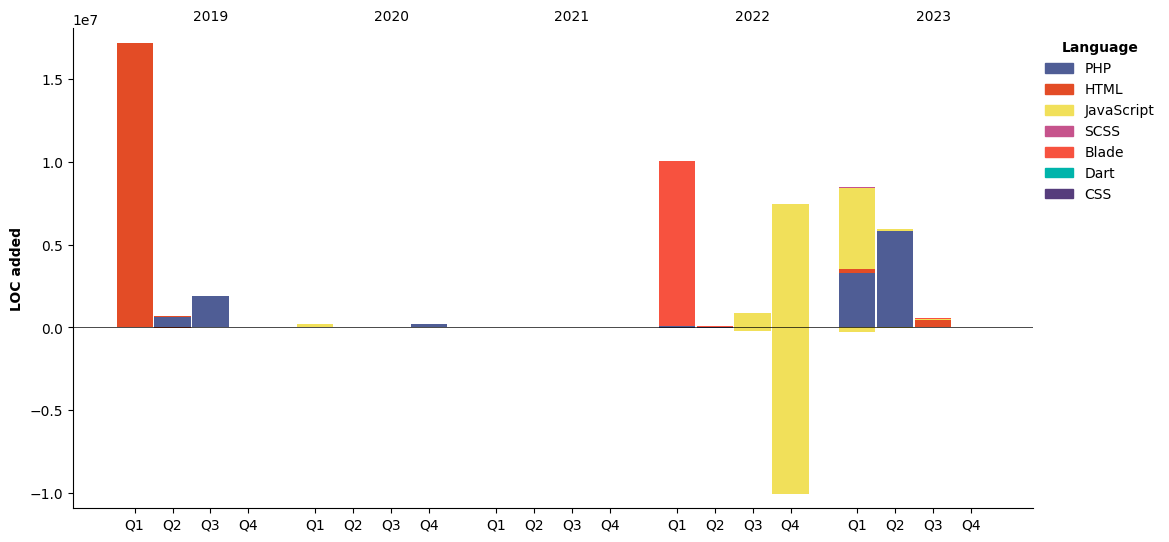 1e7
2019 2020 2021 2022 2023
Language
PHP
HTML
JavaScript
SCSS
Blade
Dart
CSS
LOC added
1.5
1.0
0.5
0.0
−0.5
−1.0
Q1 Q2 Q3 Q4 Q1 Q2 Q3 Q4 Q1 Q2 Q3 Q4 Q1 Q2 Q3 Q4 Q1 Q2 Q3 Q4